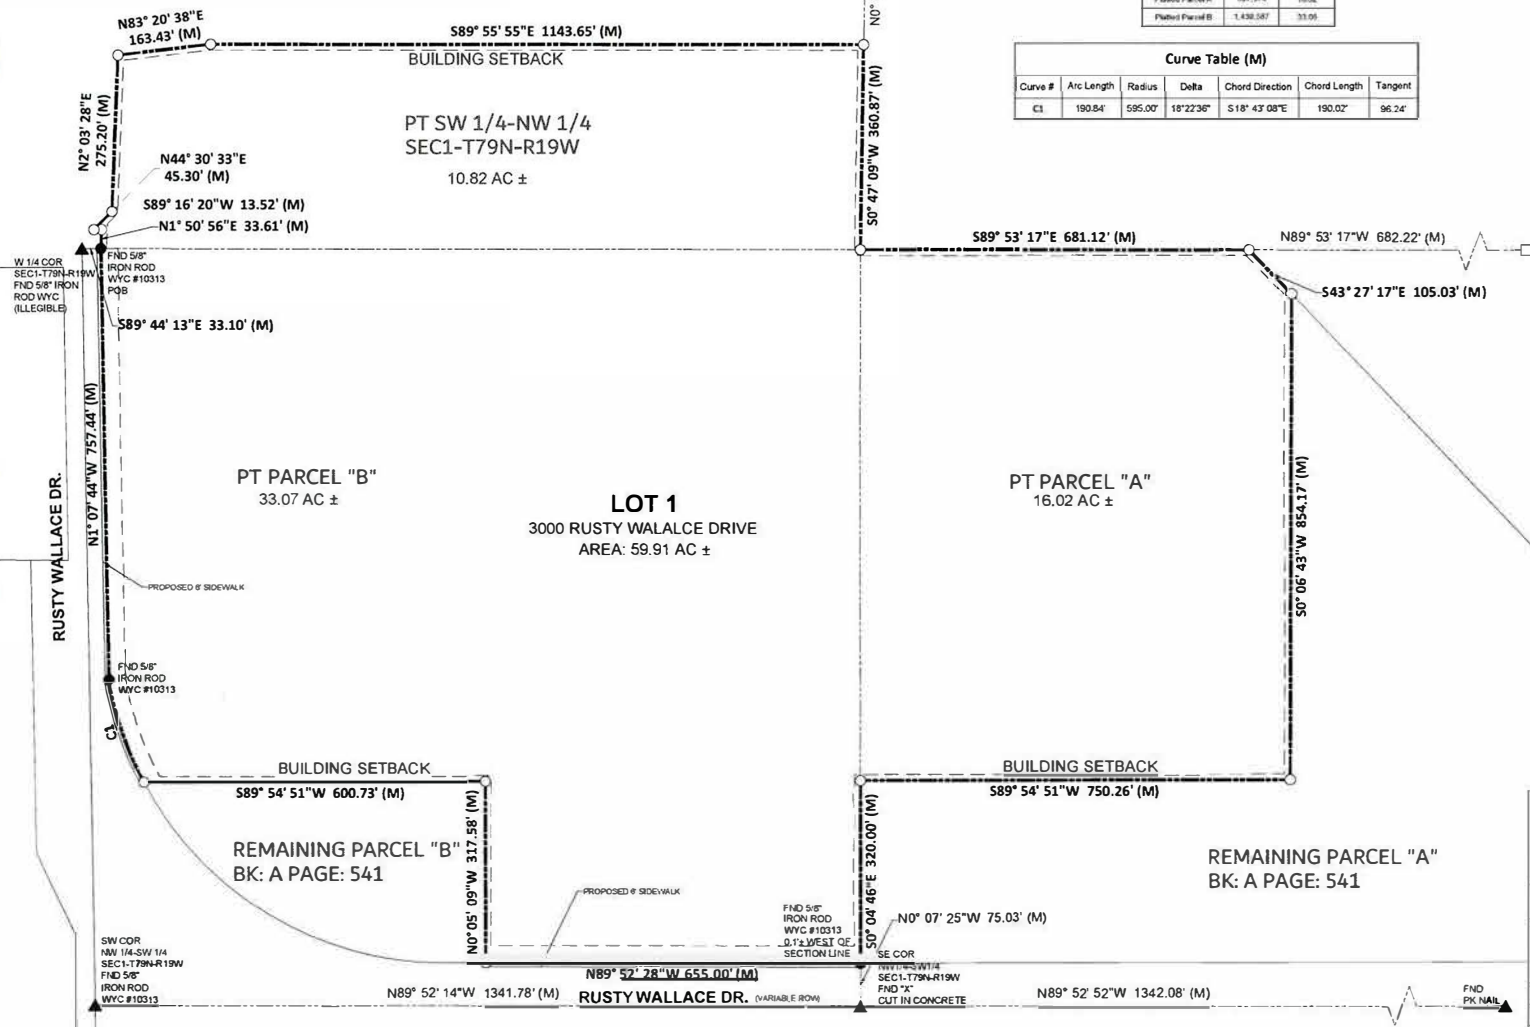 N83° 20' 38"E
163.43' (M)
S89° 55' 55"E 1143.65' (M)
BUILDING SETBACK
N0°
Platted Parcel B 1,438,587 33.06
Curve Table (M)
Curve # Arc Length Radius Delta Chord Direction Chord Length Tangent
C1 190.84' 595.00' 18°22'36" S18° 43' 08"E 190.02' 96.24'
N2° 03' 28"E
275.20' (M)
PT SW 1/4-NW 1/4
SEC1-T79N-R19W
10.82 AC ±
S0° 47' 09"W 360.87' (M)
N44° 30' 33"E
45.30' (M)
S89° 16' 20"W 13.52' (M)
N1° 50' 56"E 33.61' (M)
S89° 53' 17"E 681.12' (M)
N89° 53' 17"W 682.22' (M)
W 1/4 COR
SEC1-T79N-R19W
FND 5/8" IRON
ROD WYC
(ILLEGIBLE)
FND 5/8"
IRON ROD
WYC #10313
POB
S43° 27' 17"E 105.03' (M)
S89° 44' 13"E 33.10' (M)
N1° 07' 44"W 757.44' (M)
PT PARCEL "B"
33.07 AC ±
LOT 1
3000 RUSTY WALALCE DRIVE
AREA: 59.91 AC ±
PT PARCEL "A"
16.02 AC ±
S0° 06' 43"W 854.17' (M)
RUSTY WALLACE DR.
PROPOSED 6' SIDEWALK
FND 5/8"
IRON ROD
WYC #10313
C1
BUILDING SETBACK
S89° 54' 51"W 600.73' (M)
BUILDING SETBACK
S89° 54' 51"W 750.26' (M)
N0° 05' 09"W 317.58' (M)
S0° 04' 46"E 320.00' (M)
REMAINING PARCEL "B"
BK: A PAGE: 541
REMAINING PARCEL "A"
BK: A PAGE: 541
PROPOSED 6' SIDEWALK
FND 5/8"
IRON ROD
WYC #10313
0.1'± WEST OF
SECTION LINE
N0° 07' 25"W 75.03' (M)
SW COR
NW 1/4-SW 1/4
SEC1-T79N-R19W
FND 5/8"
IRON ROD
WYC #10313
SE COR
NW1/4-SW1/4
SEC1-T79N-R19W
FND "X"
CUT IN CONCRETE
N89° 52' 28"W 655.00' (M)
N89° 52' 14"W 1341.78' (M)
RUSTY WALLACE DR. (VARIABLE ROW)
N89° 52' 52"W 1342.08' (M)
FND
PK NAIL